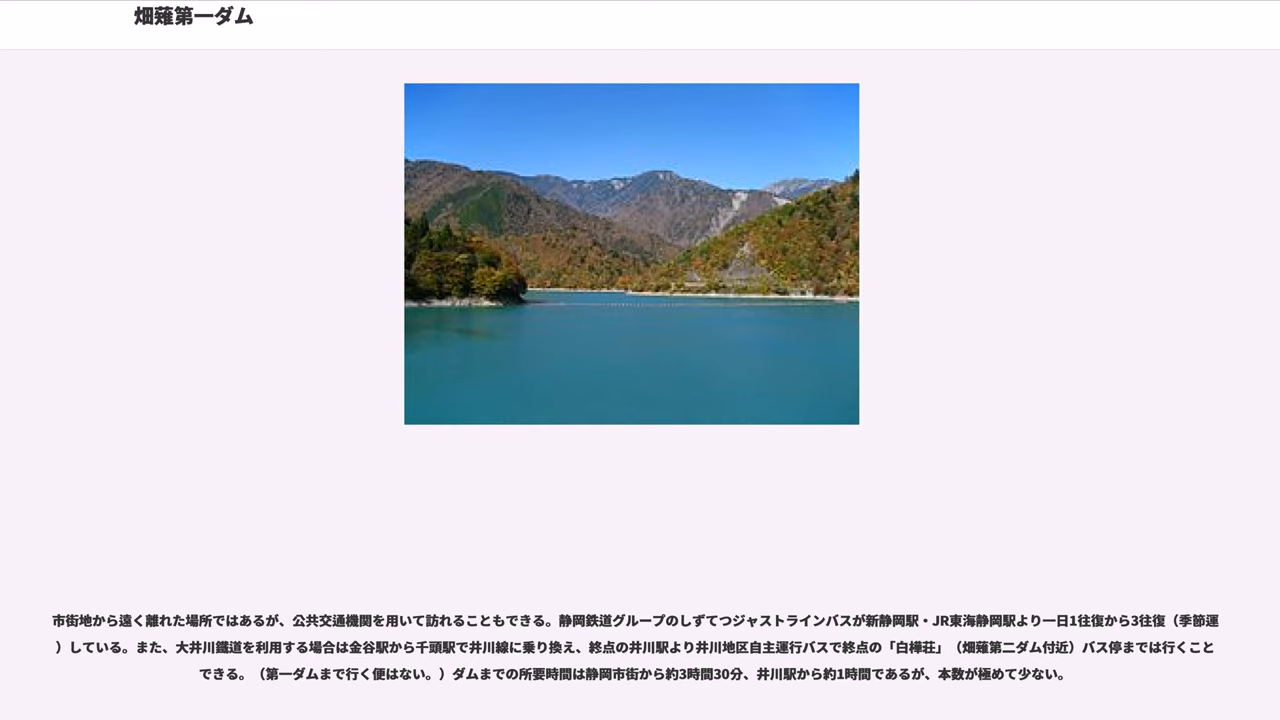 畑薙第一ダム
市街地から遠く離れた場所ではあるが、公共交通機関を用いて訪れることもできる。静岡鉄道グループのしずてつジャストラインバスが新静岡駅・JR東海静岡駅より一日1往復から3往復（季節運
）している。また、大井川鐵道を利用する場合は金谷駅から千頭駅で井川線に乗り換え、終点の井川駅より井川地区自主運行バスで終点の「白樺荘」（畑薙第二ダム付近）バス停までは行くこと
できる。（第一ダムまで行く便はない。）ダムまでの所要時間は静岡市街から約3時間30分、井川駅から約1時間であるが、本数が極めて少ない。